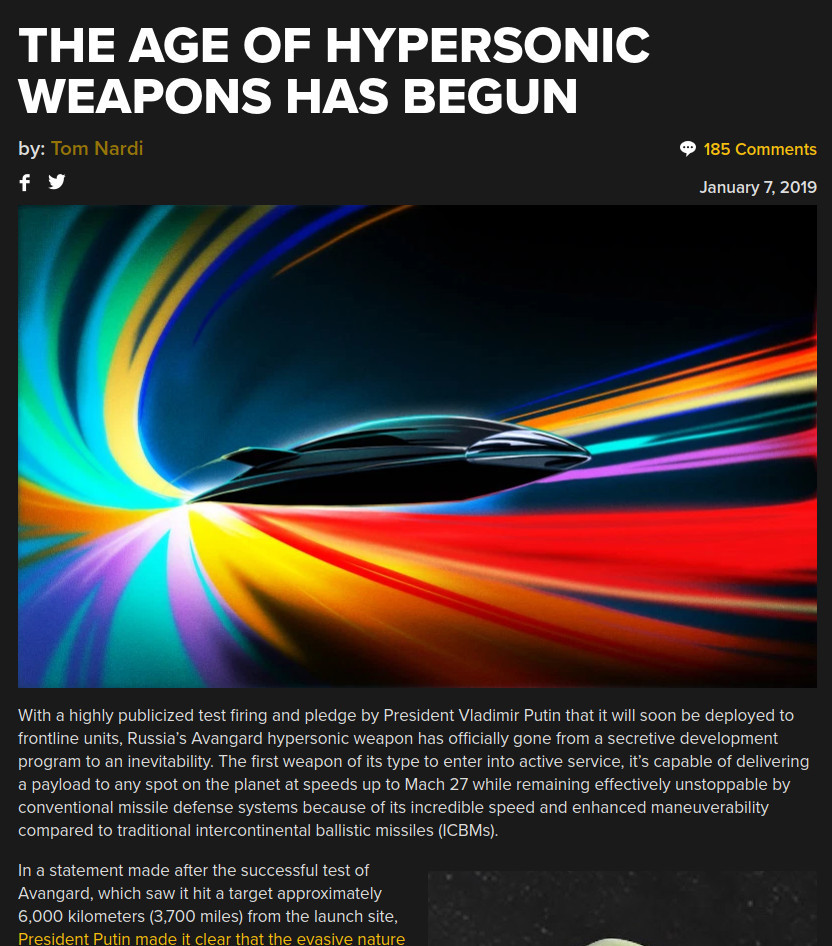 THE AGE OF HYPERSONIC
WEAPONS HAS BEGUN
by: Tom Nardi
185 Comments
January 7, 2019
With a highly publicized test firing and pledge by President Vladimir Putin that it will soon be deployed to
frontline units, Russia’s Avangard hypersonic weapon has officially gone from a secretive development
program to an inevitability. The first weapon of its type to enter into active service, it’s capable of delivering
a payload to any spot on the planet at speeds up to Mach 27 while remaining effectively unstoppable by
conventional missile defense systems because of its incredible speed and enhanced maneuverability
compared to traditional intercontinental ballistic missiles (ICBMs).
In a statement made after the successful test of
Avangard, which saw it hit a target approximately
6,000 kilometers (3,700 miles) from the launch site,
President Putin made it clear that the evasive nature